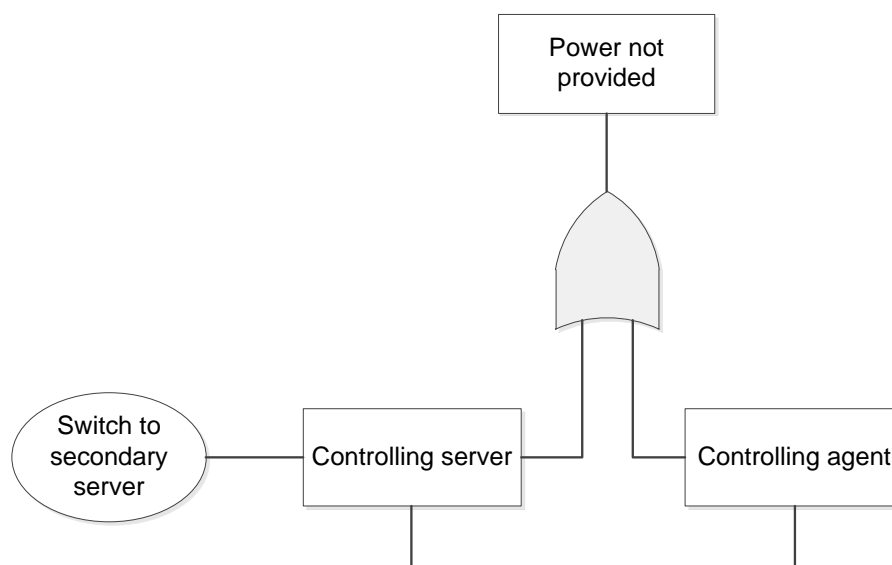 Power not
provided
Switch to
secondary
server
Controlling server
Controlling agent